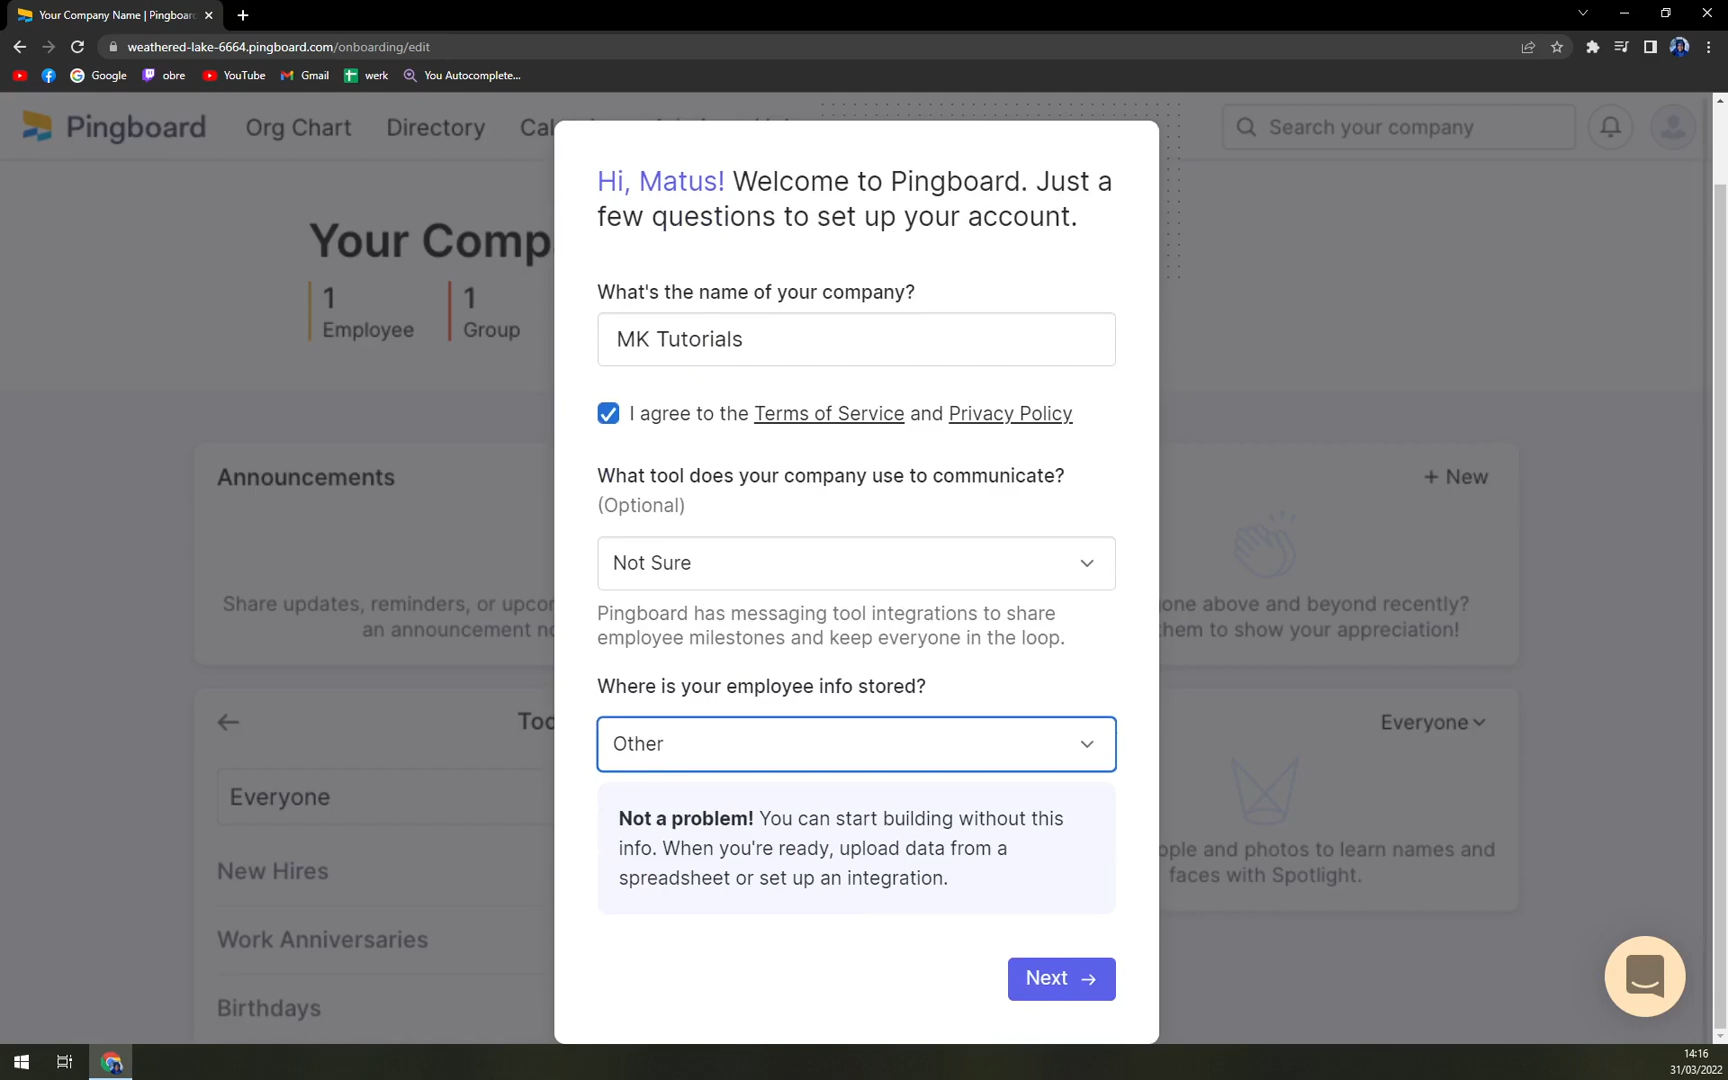 Your Company Name | Pingboar
weathered-lake-6664.pingboard.com/onboarding/edit
Google
obre
YouTube
Gmail
werk
You Autocomplete...
Pingboard
Org Chart
Directory
Search your company
Your Comp
1
Employee
1
Group
Hi, Matus! Welcome to Pingboard. Just a
few questions to set up your account.
What's the name of your company?
MK Tutorials
I agree to the Terms of Service and Privacy Policy
What tool does your company use to communicate?
(Optional)
Not Sure
Pingboard has messaging tool integrations to share
employee milestones and keep everyone in the loop.
Where is your employee info stored?
Other
Not a problem! You can start building without this
info. When you're ready, upload data from a
spreadsheet or set up an integration.
Next →
Announcements
Share updates, reminders, or upcor
an announcement no
+ New
one above and beyond recently?
them to show your appreciation!
Too
Everyone
New Hires
Work Anniversaries
Birthdays
Everyone
ople and photos to learn names and
faces with Spotlight.
14:16
31/03/2022